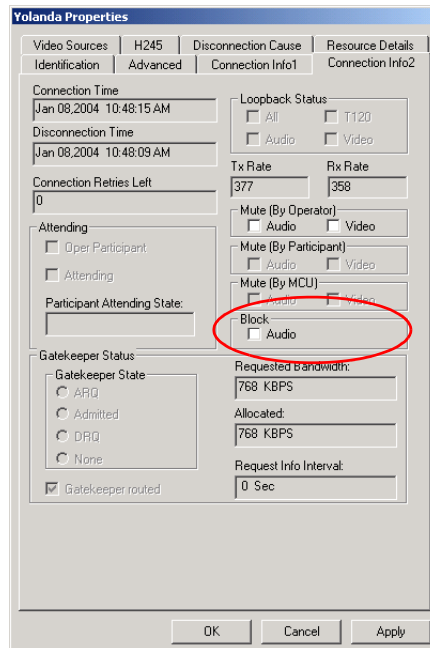 Yolanda Properties
Video Sources H245 Disconnection Cause Resource Details
Identification Advanced Connection Info1 Connection Info2
Connection Time
Jan 08,2004 10:48:15 AM
Disconnection Time
Jan 08,2004 10:48:09 AM
Connection Retries Left
0
Attending
Oper Participant
Attending
Participant Attending State:
Loopback Status
All T120
Audio Video
Tx Rate Rx Rate
377 358
Mute (By Operator)
Audio Video
Mute (By Participant)
Audio Video
Mute (By MCU)
Audio Video
Block
Audio
Gatekeeper Status
Gatekeeper State
ARQ
Admitted
DRQ
None
Gatekeeper routed
Requested Bandwidth:
768 KBPS
Allocated:
768 KBPS
Request Info Interval:
0 Sec
OK Cancel Apply